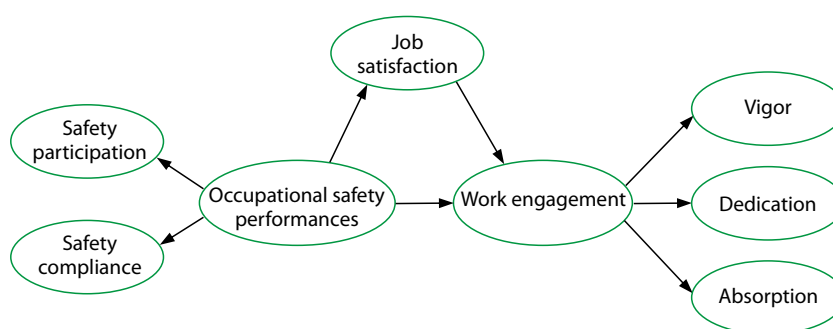 Job
satisfaction
Safety
participation
Occupational safety
performances
Safety
compliance
Work engagement
Vigor
Dedication
Absorption